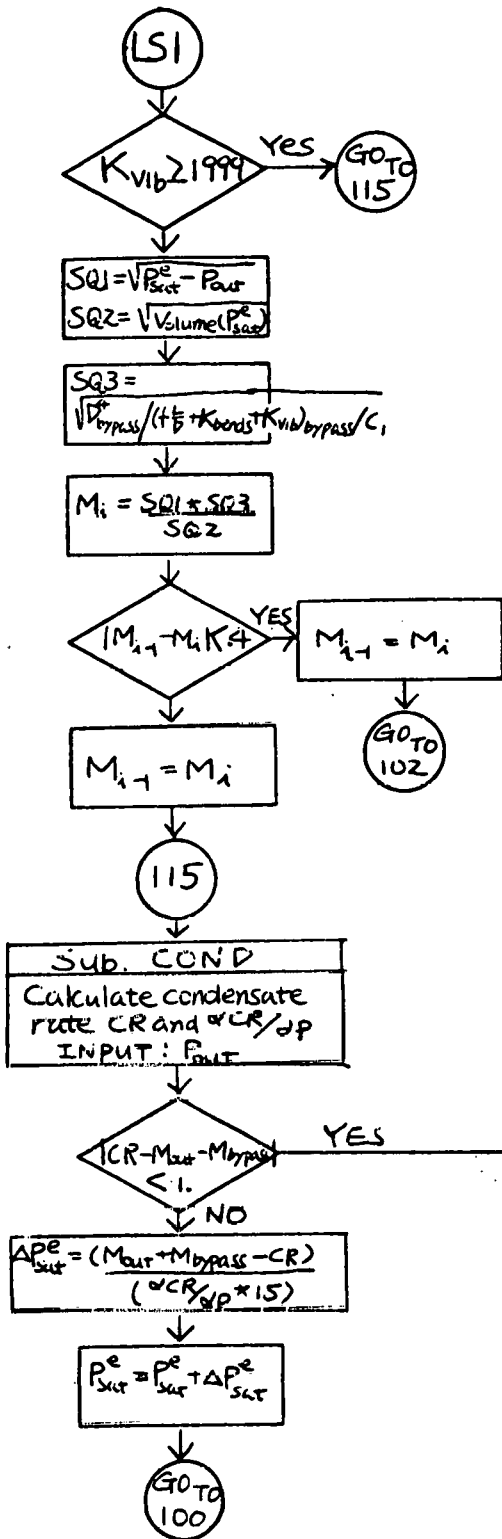 LS1
K_Vib ≥ 1999
Yes
GO TO
115
SQ1 = √P^e_sat - P_out
SQ2 = √Volume(P^e_sat)
SQ3 =
√D^4_bypass/(f L/D + K_bends + K_vib)_bypass/C_1
M_i = SQ1 * SQ3
SQ2
|M_i-1 - M_i|<.4
YES
M_i-1 = M_i
GO TO
102
M_i-1 = M_i
115
Sub. COND
Calculate condensate
rate CR and dCR/dp
INPUT : P_out
|CR - M_out - M_bypass|
< 1.
YES
NO
ΔP^e_sat = (M_out + M_bypass - CR)
(dCR/dp * 15)
P^e_sat = P^e_sat + ΔP^e_sat
GO TO
100